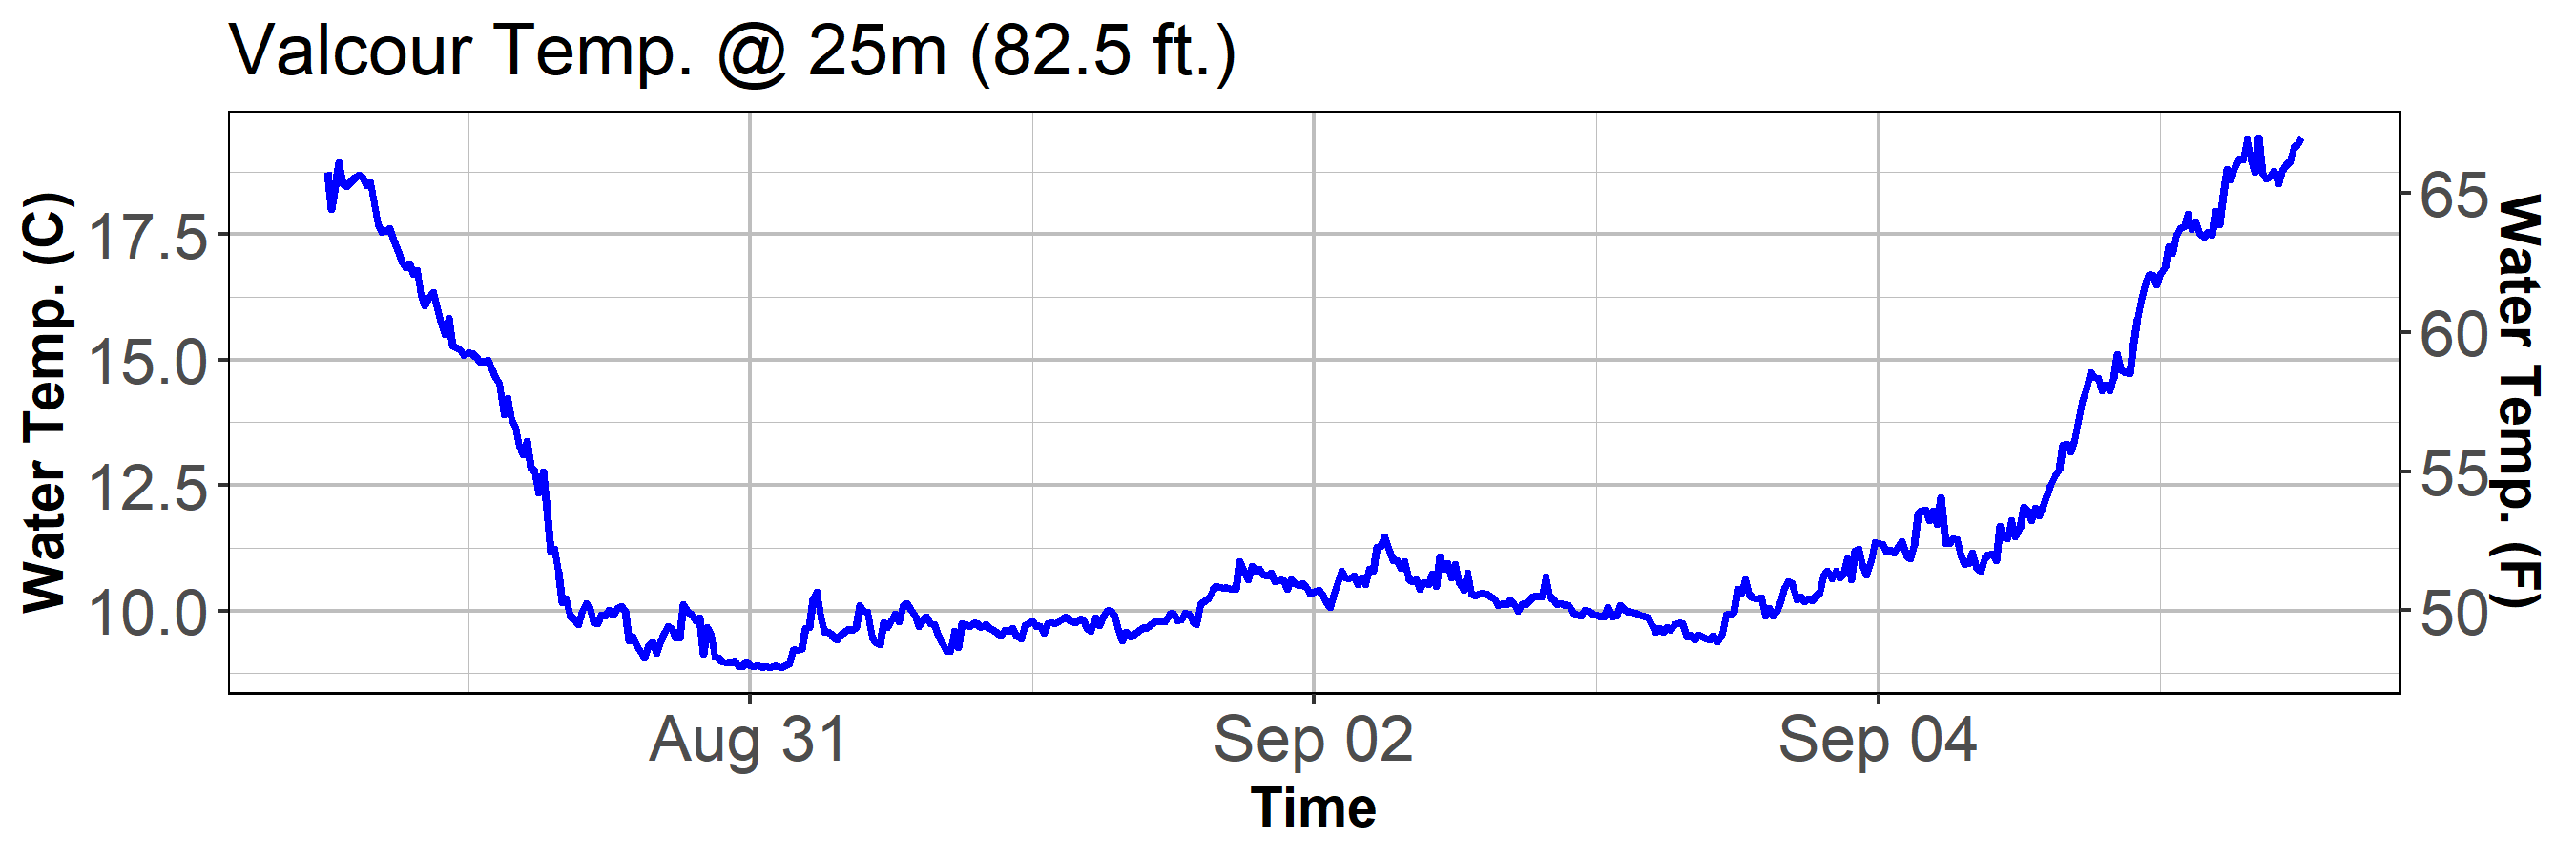 Valcour Temp. @ 25m (82.5 ft.)
Water Temp. (C)
17.5
15.0
12.5
10.0
65
60
55
50
Water Temp. (F)
Aug 31
Sep 02
Sep 04
Time